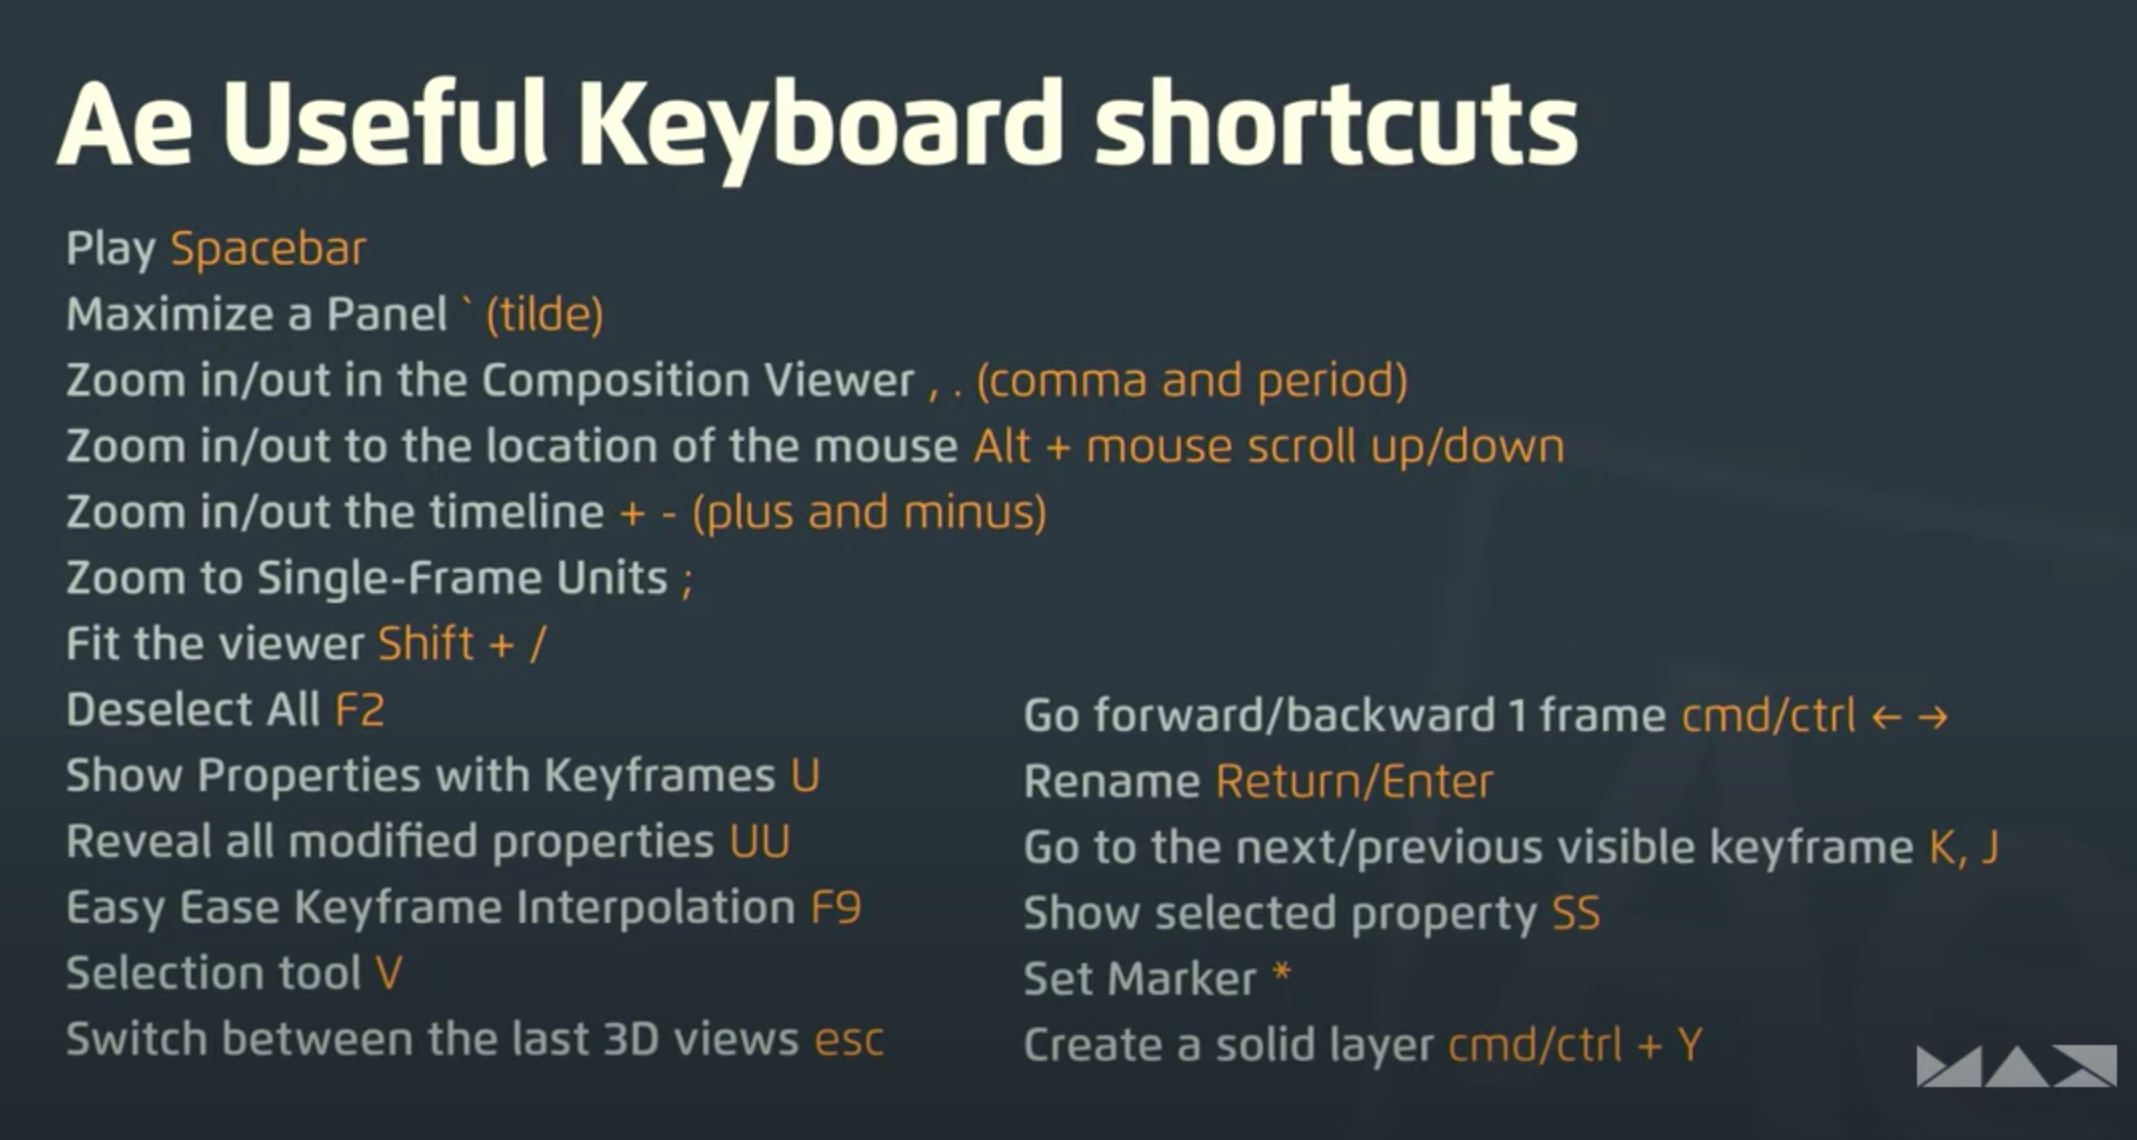 Ae Useful Keyboard shortcuts
Play Spacebar
Maximize a Panel ` (tilde)
Zoom in/out in the Composition Viewer , . (comma and period)
Zoom in/out to the location of the mouse Alt + mouse scroll up/down
Zoom in/out the timeline + - (plus and minus)
Zoom to Single-Frame Units ;
Fit the viewer Shift + /
Deselect All F2
Show Properties with Keyframes U
Reveal all modified properties UU
Easy Ease Keyframe Interpolation F9
Selection tool V
Switch between the last 3D views esc
Go forward/backward 1 frame cmd/ctrl ← →
Rename Return/Enter
Go to the next/previous visible keyframe K, J
Show selected property SS
Set Marker *
Create a solid layer cmd/ctrl + Y
MAX